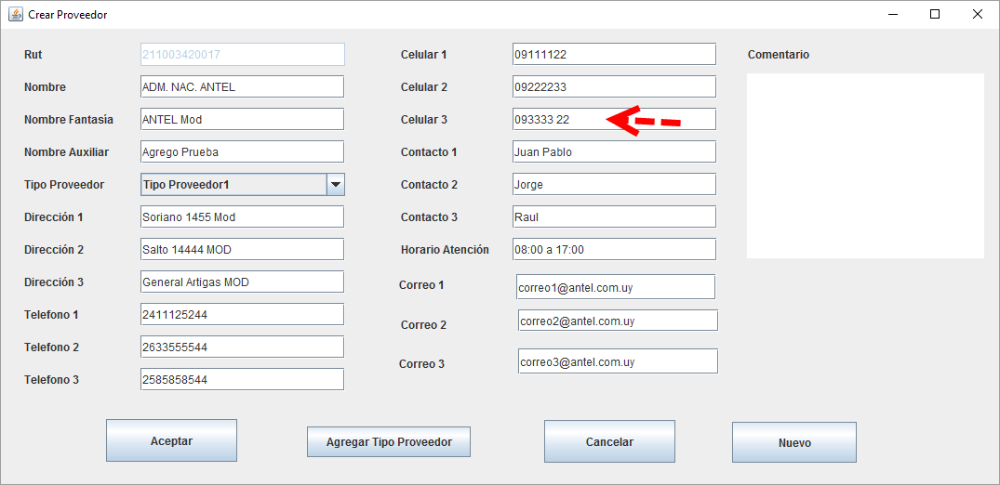 Crear Proveedor
Rut 211003420017
Nombre ADM. NAC. ANTEL
Nombre Fantasía ANTEL Mod
Nombre Auxiliar Agrego Prueba
Tipo Proveedor Tipo Proveedor1
Dirección 1 Soriano 1455 Mod
Dirección 2 Salto 14444 MOD
Dirección 3 General Artigas MOD
Telefono 1 2411125244
Telefono 2 2633555544
Telefono 3 2585858544
Celular 1 09111122
Celular 2 09222233
Celular 3 093333 22
Contacto 1 Juan Pablo
Contacto 2 Jorge
Contacto 3 Raul
Horario Atención 08:00 a 17:00
Correo 1 correo1@antel.com.uy
Correo 2 correo2@antel.com.uy
Correo 3 correo3@antel.com.uy
Comentario
Aceptar
Agregar Tipo Proveedor
Cancelar
Nuevo